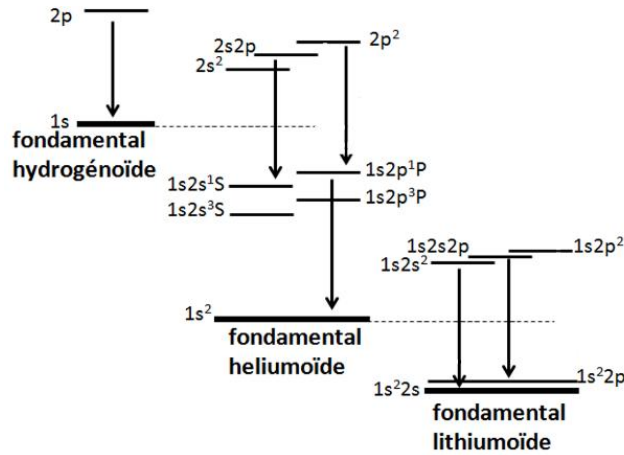 2p
1s
fondamental
hydrogénoïde
2s2p
2s²
2p²
1s2s¹S
1s2s³S
1s2p¹P
1s2p³P
1s²
fondamental
heliumoïde
1s2s2p
1s2s²
1s2p²
1s²2s
1s²2p
fondamental
lithiumoïde